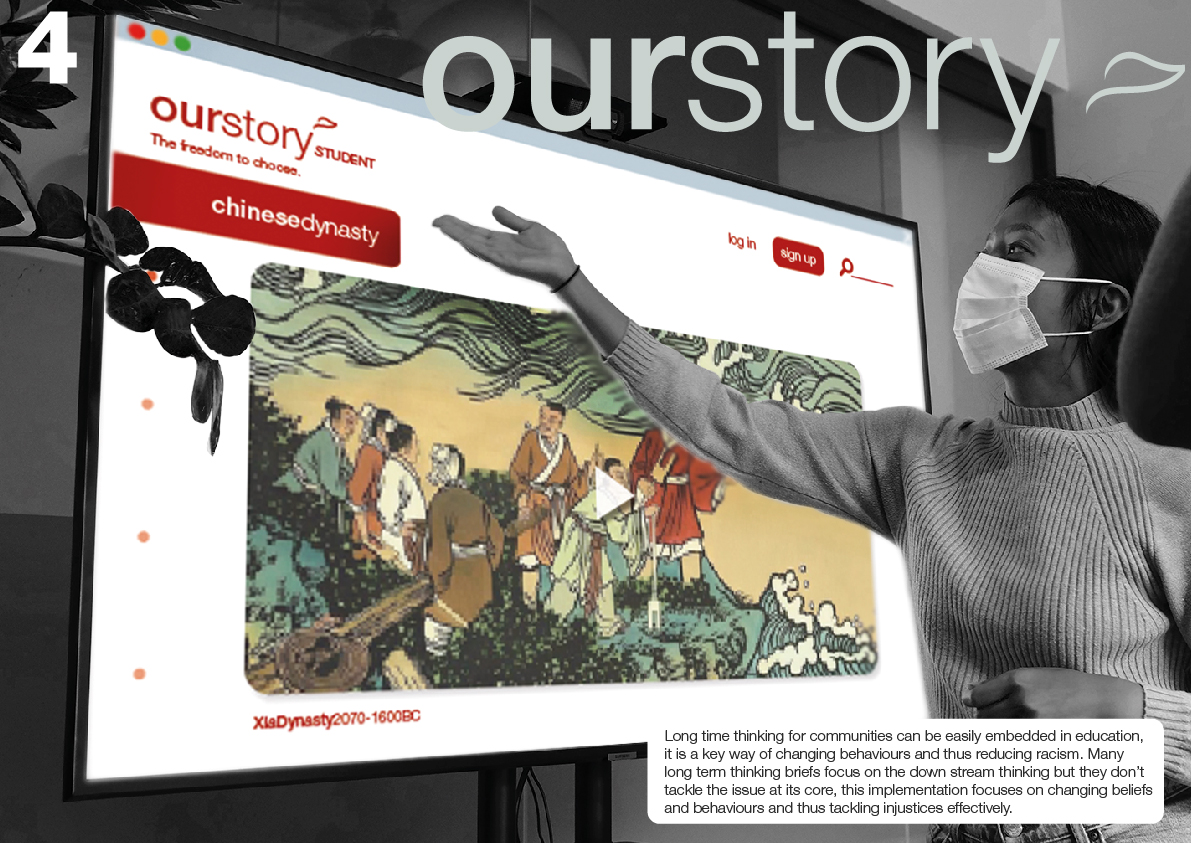 4
ourstory
ourstory STUDENT
The freedom to choose.
chinesedynasty
log in
sign up
XiaDynasty2070-1600BC
Long time thinking for communities can be easily embedded in education,
it is a key way of changing behaviours and thus reducing racism. Many
long term thinking briefs focus on the down stream thinking but they don't
tackle the issue at its core, this implementation focuses on changing beliefs
and behaviours and thus tackling injustices effectively.